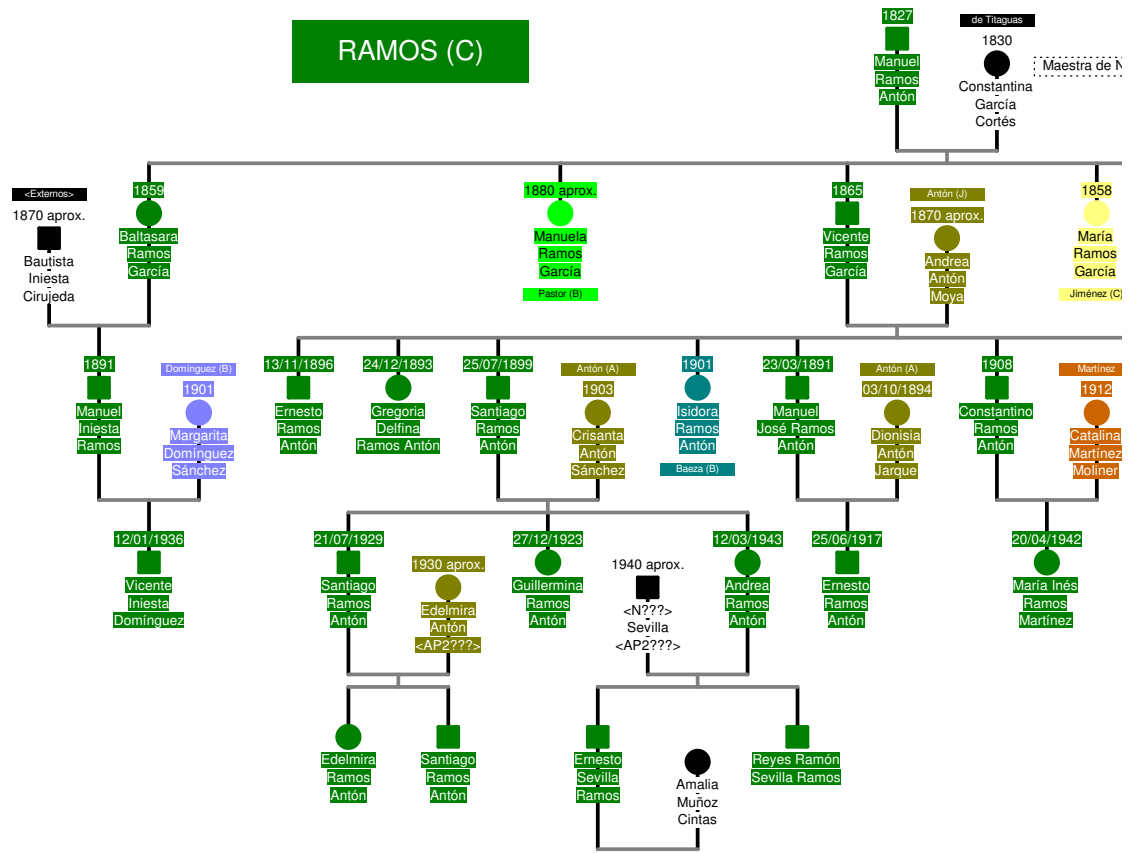 RAMOS (C)
1827
Manuel
Ramos
Antón
de Titaguas
1830
Constantina
García
Cortés
Maestra de N
<Externos>
1870 aprox.
Bautista
Iniesta
Cirujeda
1859
Baltasara
Ramos
García
1880 aprox.
Manuela
Ramos
García
Pastor (B)
1865
Vicente
Ramos
García
Antón (J)
1870 aprox.
Andrea
Antón
Moya
1858
María
Ramos
García
Jiménez (C)
1891
Manuel
Iniesta
Ramos
Domínguez (B)
1901
Margarita
Domínguez
Sánchez
13/11/1896
Ernesto
Ramos
Antón
24/12/1893
Gregoria
Delfina
Ramos Antón
25/07/1899
Santiago
Ramos
Antón
Antón (A)
1903
Crisanta
Antón
Sánchez
1901
Isidora
Ramos
Antón
Baeza (B)
23/03/1891
Manuel
José Ramos
Antón
Antón (A)
03/10/1894
Dionisia
Antón
Jarque
1908
Constantino
Ramos
Antón
Martínez
1912
Catalina
Martínez
Moliner
12/01/1936
Vicente
Iniesta
Domínguez
21/07/1929
Santiago
Ramos
Antón
1930 aprox.
Edelmira
Antón
<AP2???>
27/12/1923
Guillermina
Ramos
Antón
1940 aprox.
<N???>
Sevilla
<AP2???>
12/03/1943
Andrea
Ramos
Antón
25/06/1917
Ernesto
Ramos
Antón
20/04/1942
María Inés
Ramos
Martínez
Edelmira
Ramos
Antón
Santiago
Ramos
Antón
Ernesto
Sevilla
Ramos
Amalia
Muñoz
Cintas
Reyes Ramón
Sevilla Ramos